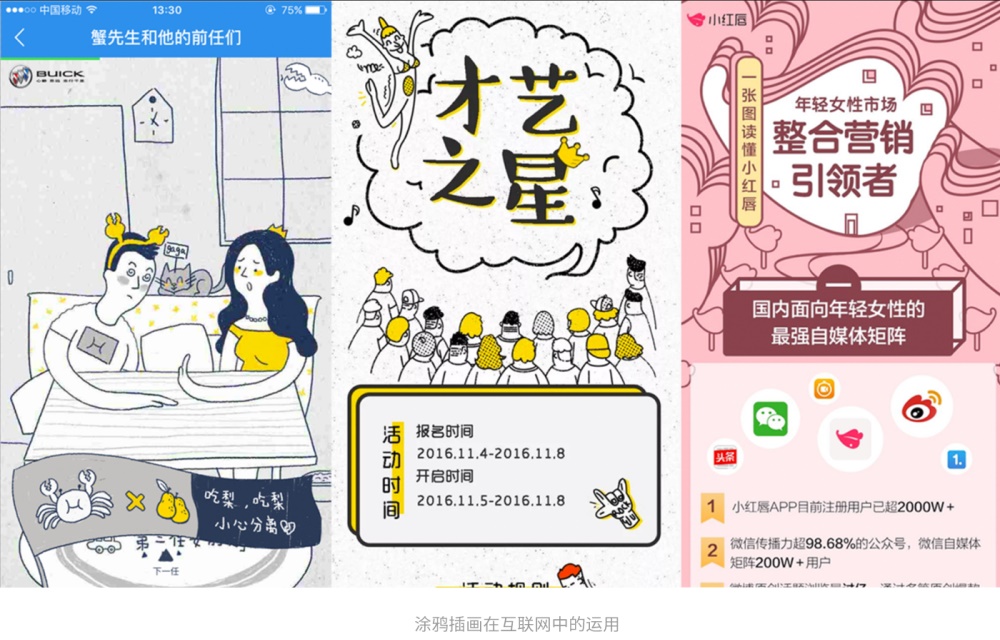 中国移动
13:30
75%
蟹先生和他的前任们
BUICK
gaga
吃梨,吃梨
小心分离
下一任
才艺
之星
活动时间
报名时间
2016.11.4-2016.11.8
开启时间
2016.11.5-2016.11.8
活动规则
小红唇
一张图读懂小红唇
年轻女性市场
整合营销
引领者
国内面向年轻女性的
最强自媒体矩阵
头条
1.
1 小红唇APP目前注册用户已超2000W+
2 微信传播力超98.68%的公众号,微信自媒体
矩阵200W+用户
涂鸦插画在互联网中的运用